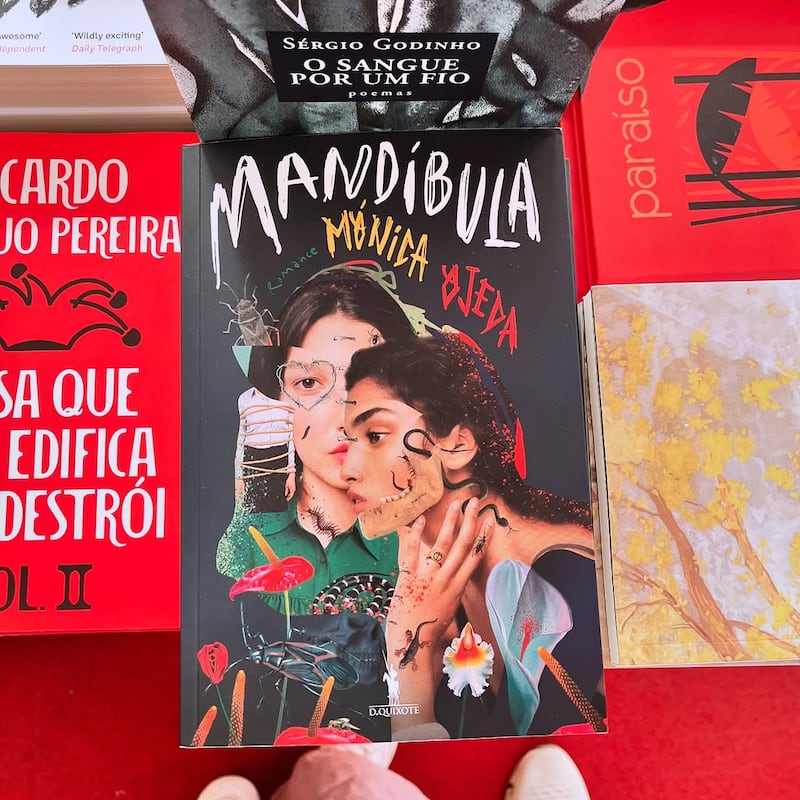 'Wildly exciting'
Daily Telegraph
SÉRGIO GODINHO
O SANGUE
POR UM FIO
poemas
paraíso
CARDO
JO PEREIRA
SA QUE
EDIFICA
DESTRÓI
OL. II
MANDÍBULA
Romance
MÓNICA
OJEDA
D.QUIXOTE